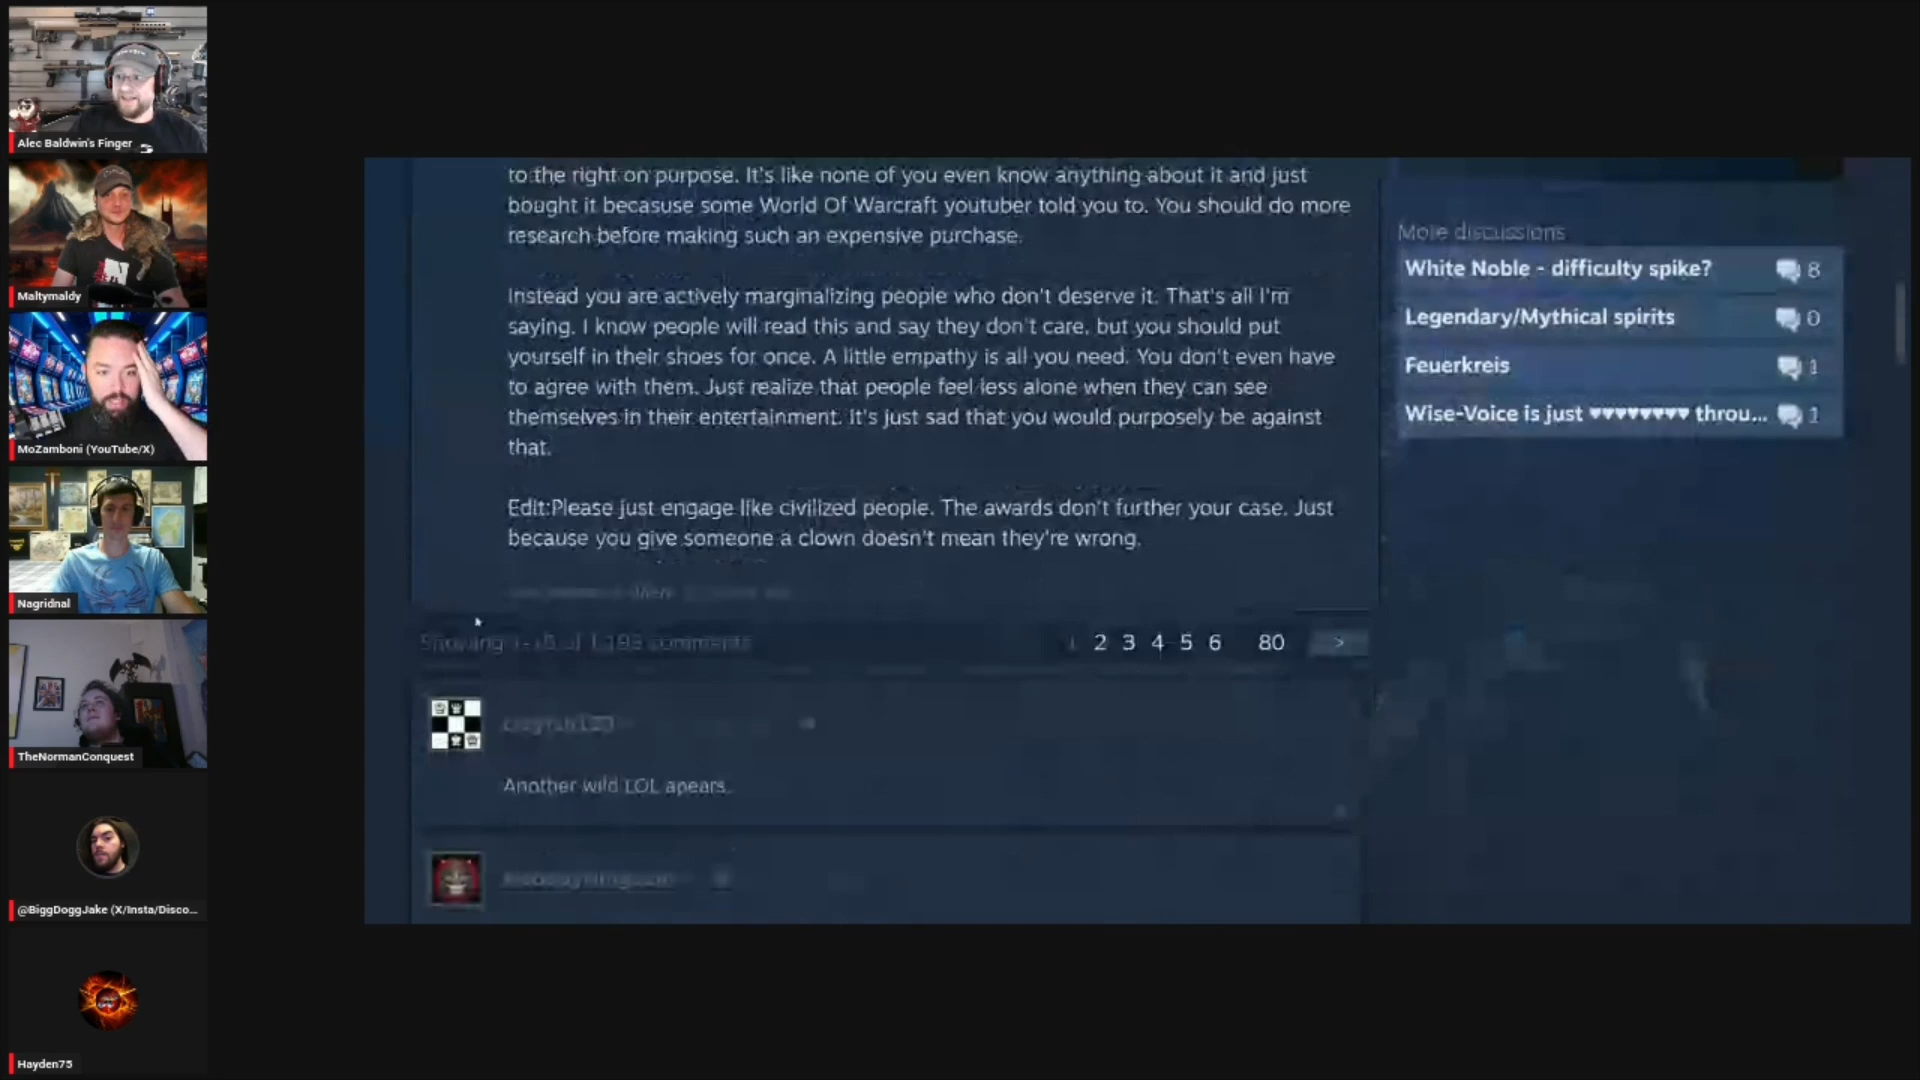 Alec Baldwin's Finger
Maltymaldy
MoZamboni (YouTube/X)
Nagridnal
TheNormanConquest
@BiggDoggJake (X/Insta/Disco...
Hayden75
to the right on purpose. It's like none of you even know anything about it and just
bought it becasuse some World Of Warcraft youtuber told you to. You should do more
research before making such an expensive purchase.
Instead you are actively marginalizing people who don't deserve it. That's all I'm
saying. I know people will read this and say they don't care, but you should put
yourself in their shoes for once. A little empathy is all you need. You don't even have
to agree with them. Just realize that people feel less alone when they can see
themselves in their entertainment. It's just sad that you would purposely be against
that.
Edit:Please just engage like civilized people. The awards don't further your case. Just
because you give someone a clown doesn't mean they're wrong.
Showing of comments
1 2 3 4 5 6 80 >
Another wild LOL apears.
More discussions
White Noble - difficulty spike? 8
Legendary/Mythical spirits 0
Feuerkreis 1
Wise-Voice is just ♥♥♥♥♥♥♥♥ throu... 1